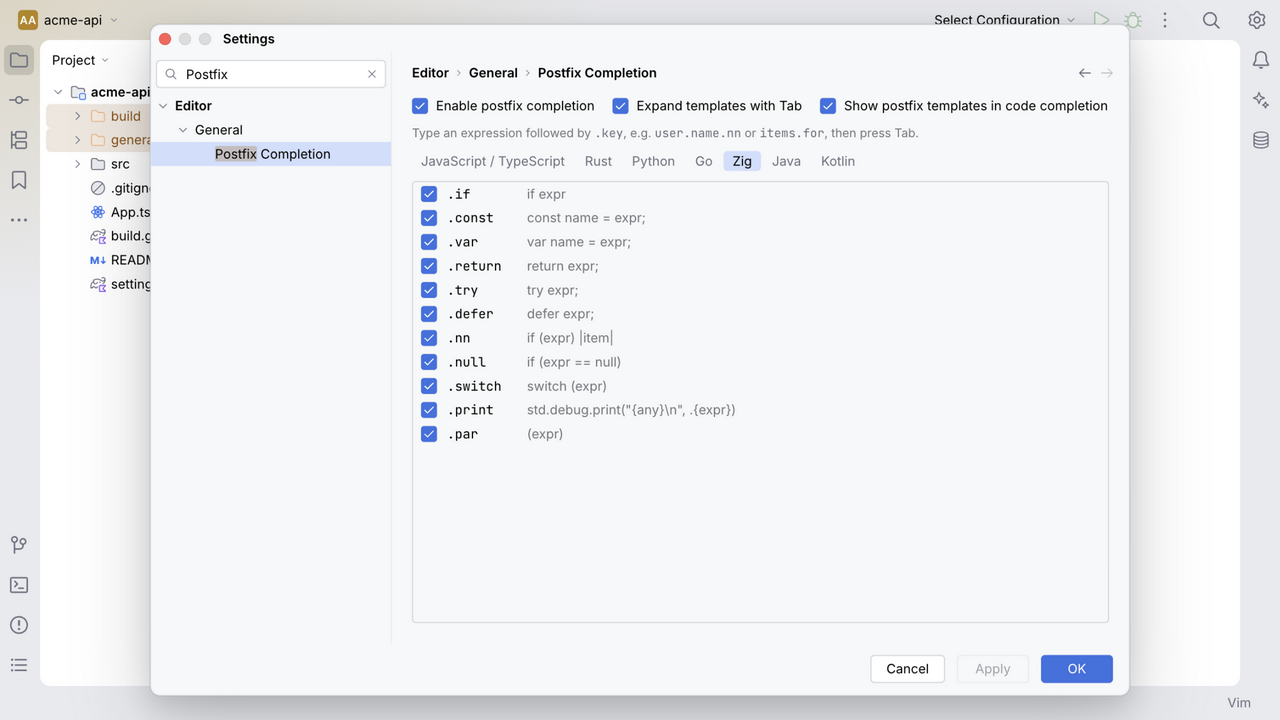 AA acme-api
Select Configuration
Settings
Project
Postfix
Editor › General › Postfix Completion
acme-api
Editor
Enable postfix completion
Expand templates with Tab
Show postfix templates in code completion
build
General
Type an expression followed by .key, e.g. user.name.nn or items.for, then press Tab.
genera
Postfix Completion
JavaScript / TypeScript Rust Python Go Zig Java Kotlin
src
.gitign
App.ts
build.g
M↓ READM
setting
.if if expr
.const const name = expr;
.var var name = expr;
.return return expr;
.try try expr;
.defer defer expr;
.nn if (expr) |item|
.null if (expr == null)
.switch switch (expr)
.print std.debug.print("{any}\n", .{expr})
.par (expr)
Cancel Apply OK
Vim